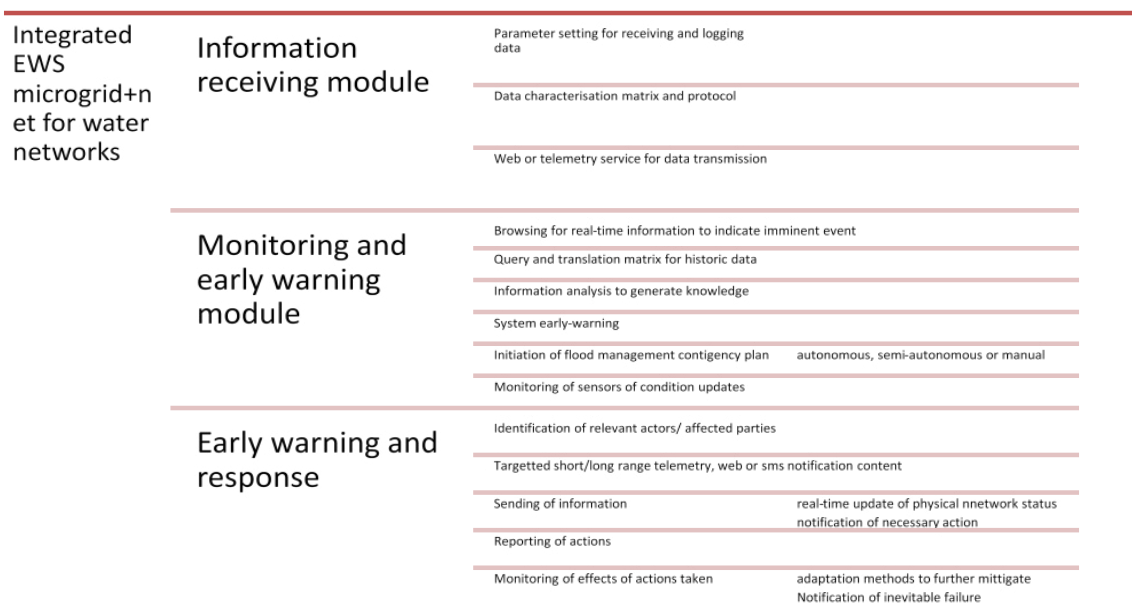 Integrated
EWS
microgrid+n
et for water
networks
Information
receiving module
Parameter setting for receiving and logging
data
Data characterisation matrix and protocol
Web or telemetry service for data transmission
Monitoring and
early warning
module
Browsing for real-time information to indicate imminent event
Query and translation matrix for historic data
Information analysis to generate knowledge
System early-warning
Initiation of flood management contigency plan
autonomous, semi-autonomous or manual
Monitoring of sensors of condition updates
Early warning and
response
Identification of relevant actors/ affected parties
Targetted short/long range telemetry, web or sms notification content
Sending of information
real-time update of physical nnetwork status
notification of necessary action
Reporting of actions
Monitoring of effects of actions taken
adaptation methods to further mittigate
Notification of inevitable failure